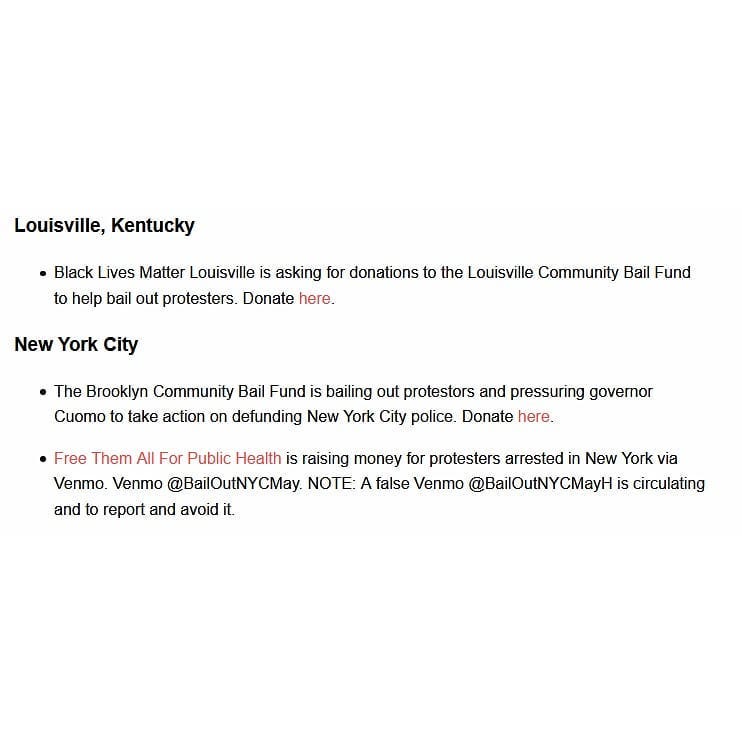 Louisville, Kentucky
• Black Lives Matter Louisville is asking for donations to the Louisville Community Bail Fund
to help bail out protesters. Donate here.
New York City
• The Brooklyn Community Bail Fund is bailing out protestors and pressuring governor
Cuomo to take action on defunding New York City police. Donate here.
• Free Them All For Public Health is raising money for protesters arrested in New York via
Venmo. Venmo @BailOutNYCMay. NOTE: A false Venmo @BailOutNYCMayH is circulating
and to report and avoid it.